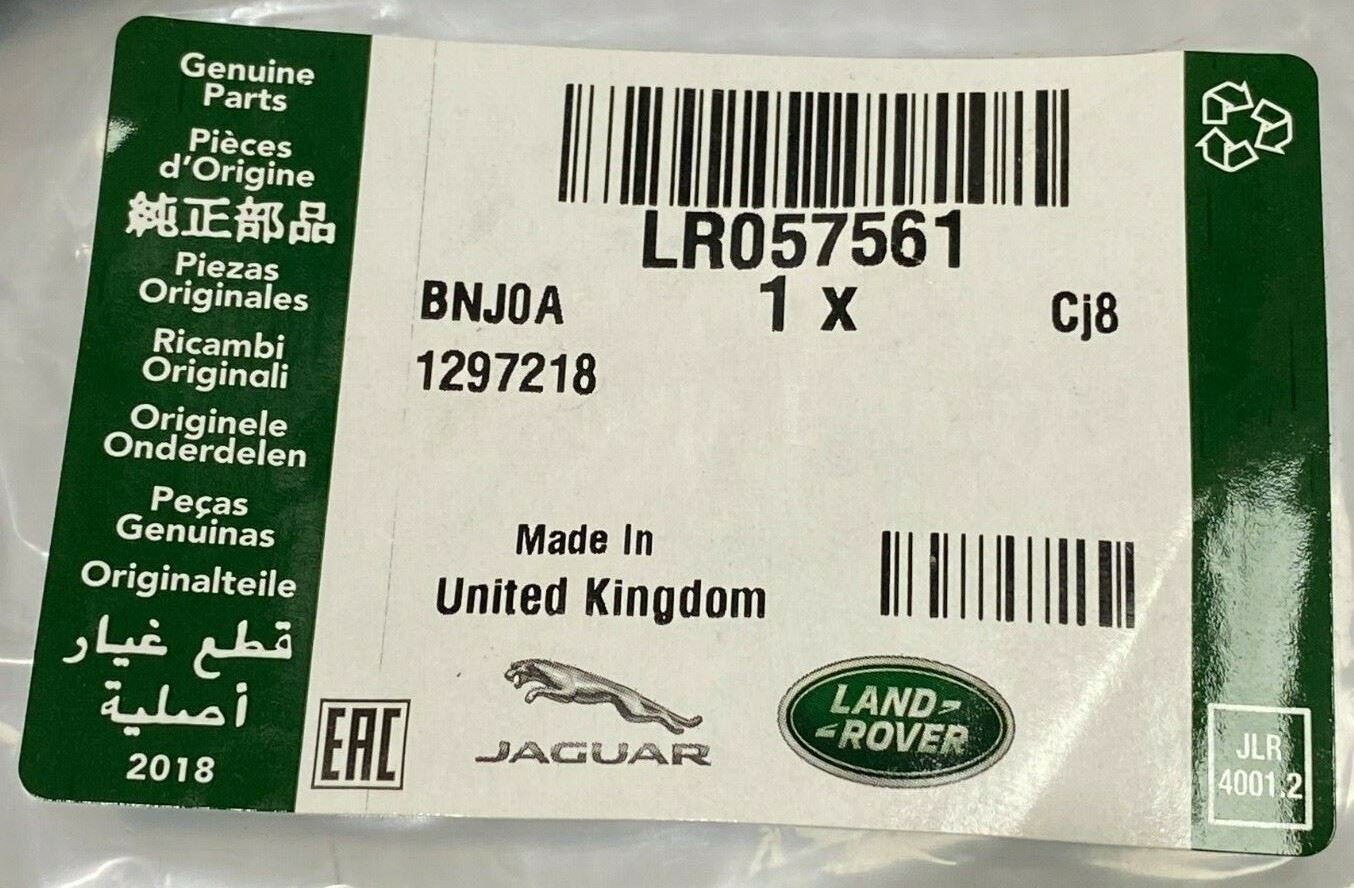 Genuine
Parts
Pièces
d'Origine
純正部品
Piezas
Originales
Ricambi
Originali
Originele
Onderdelen
Peças
Genuinas
Originalteile
قطع غيار
أصلية
2018
LR057561
BNJ0A
1 x
Cj8
1297218
Made In
United Kingdom
EAC
JAGUAR
LAND-
-ROVER
JLR
4001.2